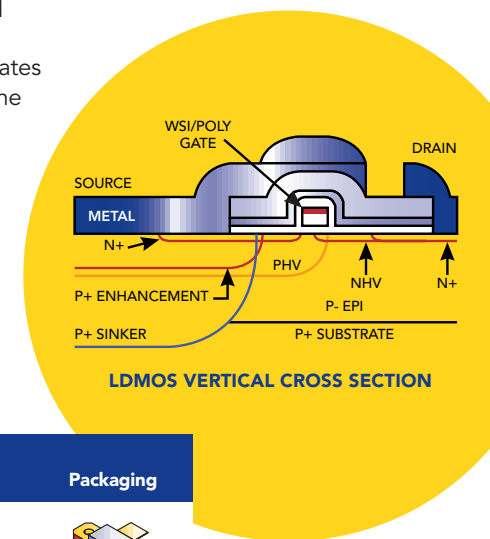 WSI/POLY
GATE
DRAIN
SOURCE
METAL
N+
PHV
NHV
N+
P+ ENHANCEMENT
P- EPI
P+ SINKER
P+ SUBSTRATE
LDMOS VERTICAL CROSS SECTION
Packaging